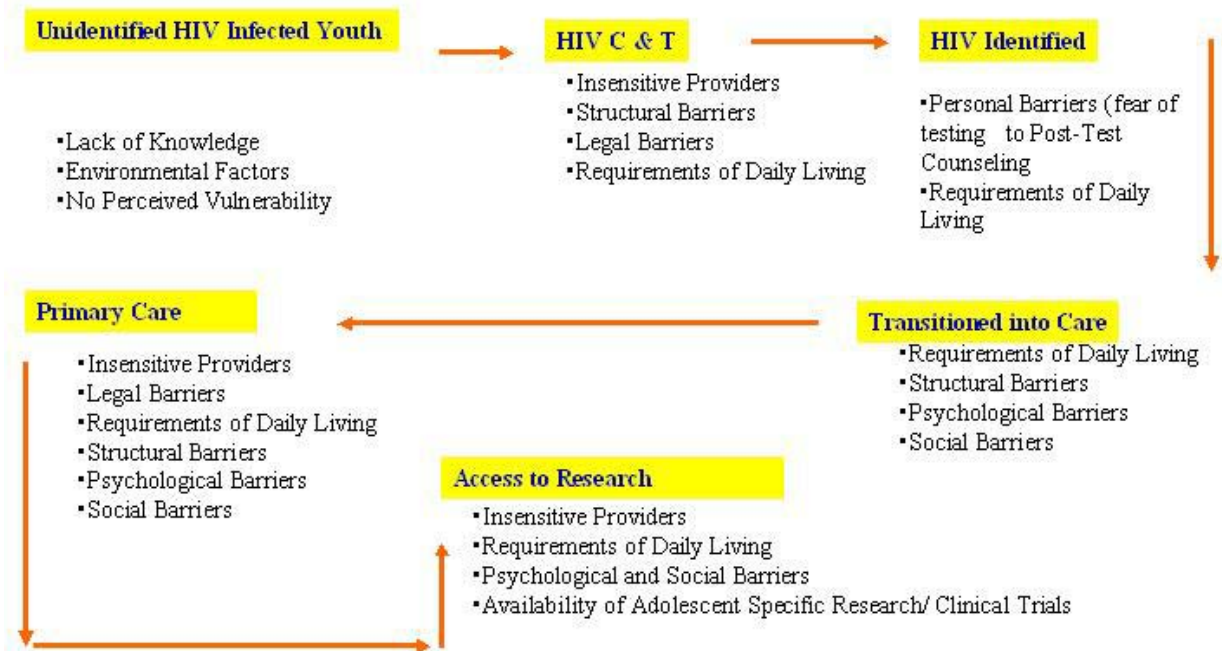 Unidentified HIV Infected Youth
▪Lack of Knowledge
▪Environmental Factors
▪No Perceived Vulnerability
HIV C & T
▪Insensitive Providers
▪Structural Barriers
▪Legal Barriers
▪Requirements of Daily Living
HIV Identified
▪Personal Barriers (fear of
testing to Post-Test
Counseling
▪Requirements of Daily
Living
Transitioned into Care
▪Requirements of Daily Living
▪Structural Barriers
▪Psychological Barriers
▪Social Barriers
Primary Care
▪Insensitive Providers
▪Legal Barriers
▪Requirements of Daily Living
▪Structural Barriers
▪Psychological Barriers
▪Social Barriers
Access to Research
▪Insensitive Providers
▪Requirements of Daily Living
▪Psychological and Social Barriers
▪Availability of Adolescent Specific Research/ Clinical Trials